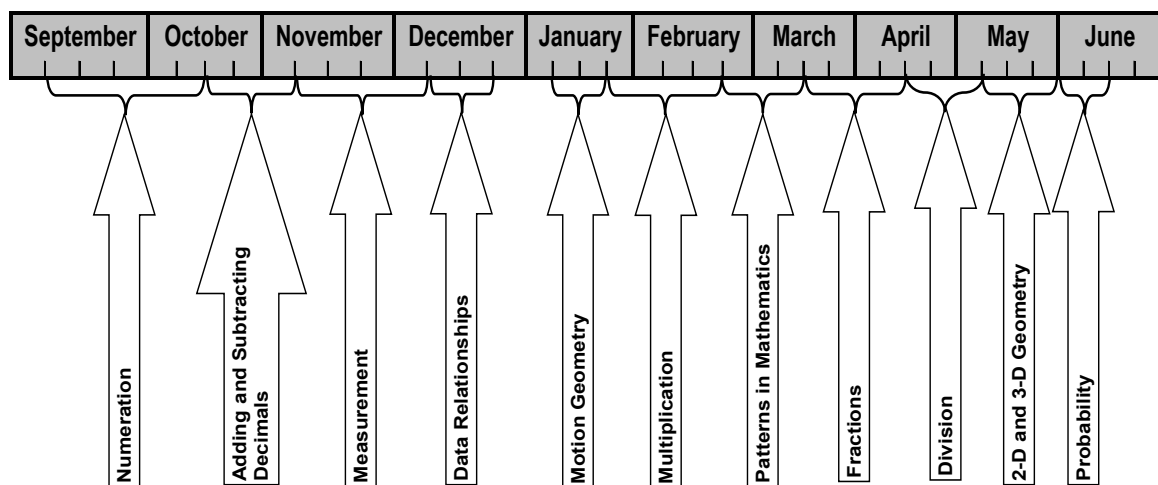 September October November December January February March April May June
Numeration
Adding and Subtracting
Decimals
Measurement
Data Relationships
Motion Geometry
Multiplication
Patterns in Mathematics
Fractions
Division
2-D and 3-D Geometry
Probability